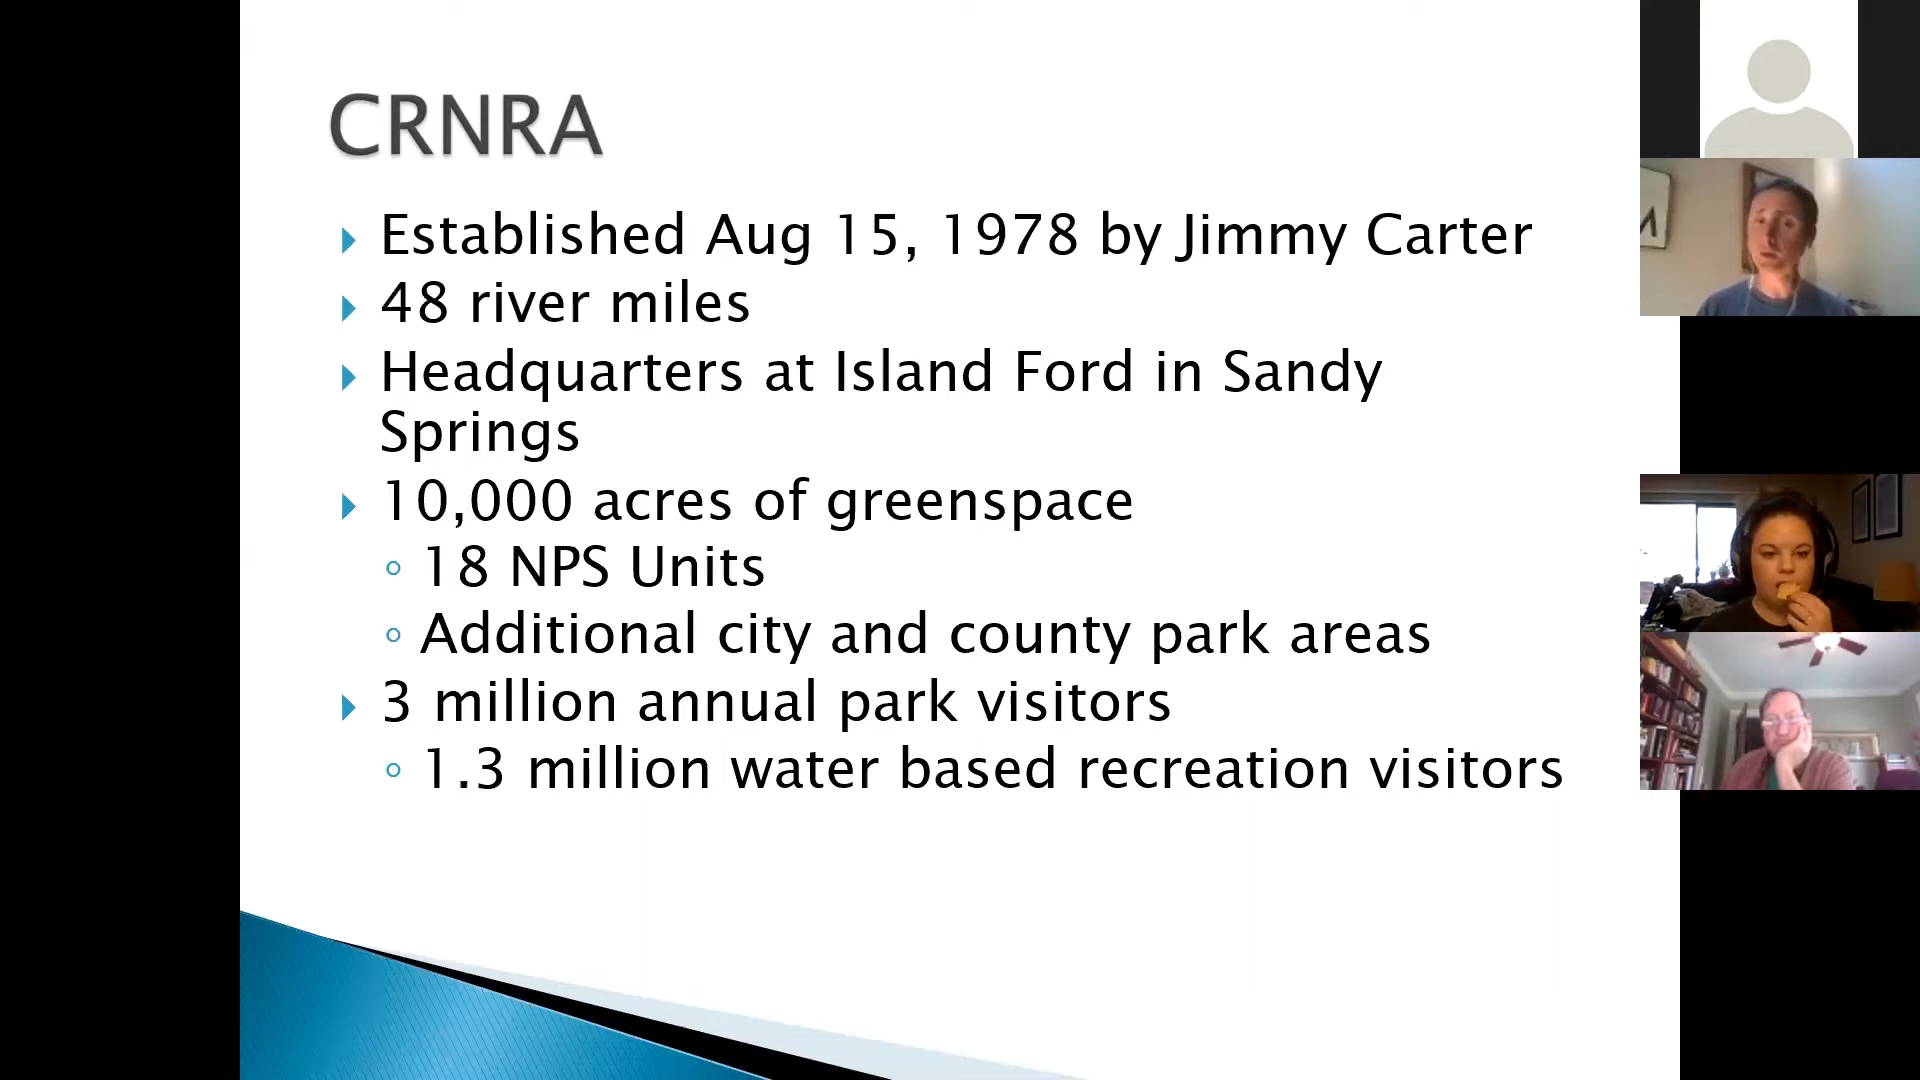 CRNRA
Established Aug 15, 1978 by Jimmy Carter
48 river miles
Headquarters at Island Ford in Sandy
Springs
10,000 acres of greenspace
18 NPS Units
Additional city and county park areas
3 million annual park visitors
1.3 million water based recreation visitors